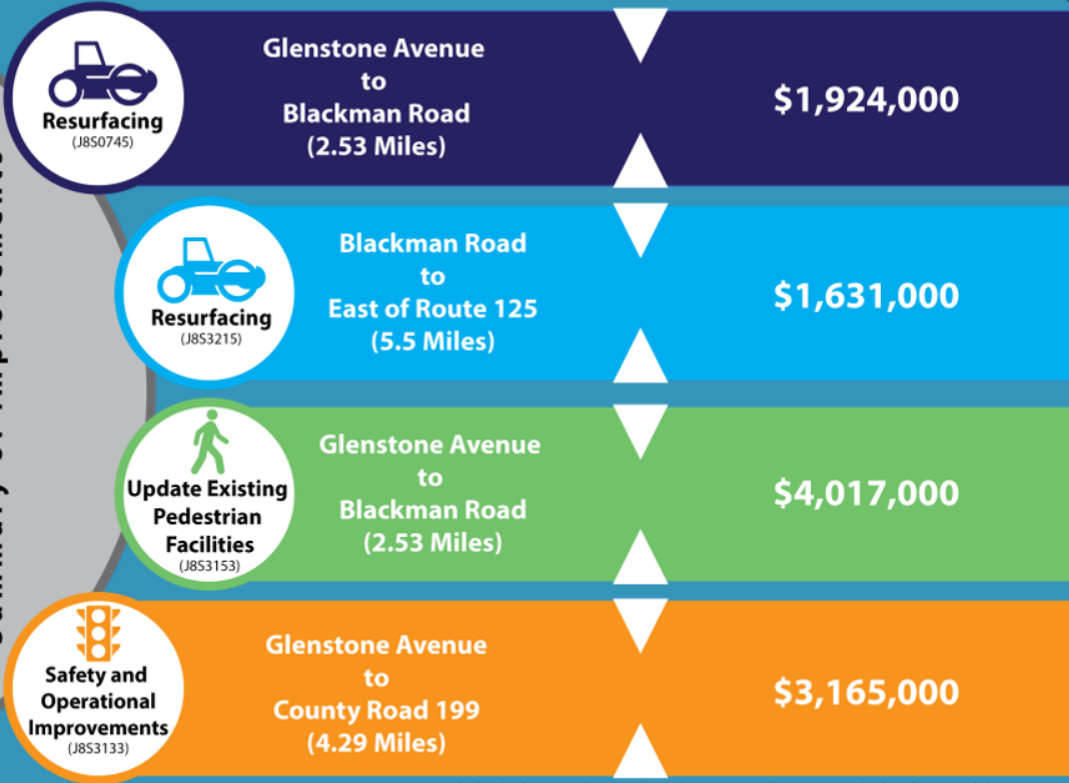 Glenstone Avenue
to
Blackman Road
(2.53 Miles)
$1,924,000
Resurfacing
(J8S0745)
Blackman Road
to
East of Route 125
(5.5 Miles)
$1,631,000
Resurfacing
(J8S3215)
Glenstone Avenue
to
Blackman Road
(2.53 Miles)
$4,017,000
Update Existing
Pedestrian
Facilities
(J8S3153)
Glenstone Avenue
to
County Road 199
(4.29 Miles)
$3,165,000
Safety and
Operational
Improvements
(J8S3133)